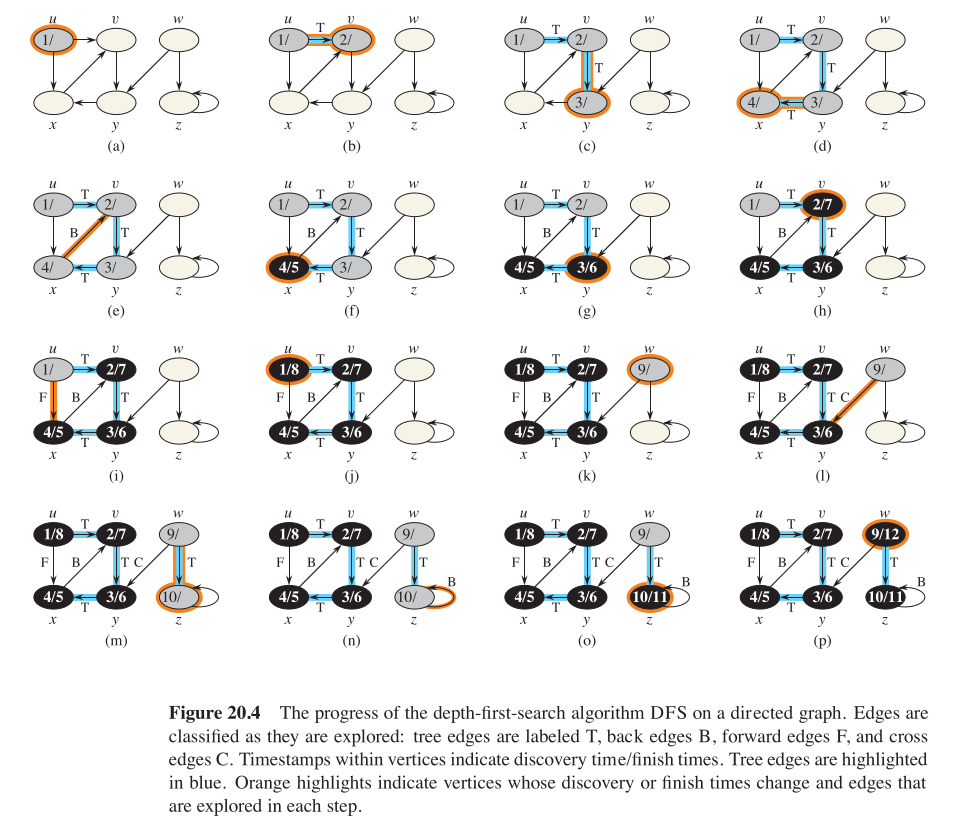 u v w u v w u v w u v w
1/ 1/ T 2/ 1/ T 2/ 1/ T 2/
T T
3/ 4/ T 3/
x y z x y z x y z x y z
(a) (b) (c) (d)
u v w u v w u v w u v w
1/ T 2/ 1/ T 2/ 1/ T 2/ 1/ T 2/7
B T B T B T B T
4/ T 3/ 4/5 T 3/ 4/5 T 3/6 4/5 T 3/6
x y z x y z x y z x y z
(e) (f) (g) (h)
u v w u v w u v w u v w
1/ T 2/7 1/8 T 2/7 1/8 T 2/7 9/ 1/8 T 2/7 9/
F B T F B T F B T F B T C
4/5 T 3/6 4/5 T 3/6 4/5 T 3/6 4/5 T 3/6
x y z x y z x y z x y z
(i) (j) (k) (l)
u v w u v w u v w u v w
1/8 T 2/7 9/ 1/8 T 2/7 9/ 1/8 T 2/7 9/ 1/8 T 2/7 9/12
F B T C T F B T C T B F B T C T B F B T C T B
4/5 T 3/6 10/ 4/5 T 3/6 10/ 4/5 T 3/6 10/11 4/5 T 3/6 10/11
x y z x y z x y z x y z
(m) (n) (o) (p)
Figure 20.4 The progress of the depth-first-search algorithm DFS on a directed graph. Edges are
classified as they are explored: tree edges are labeled T, back edges B, forward edges F, and cross
edges C. Timestamps within vertices indicate discovery time/finish times. Tree edges are highlighted
in blue. Orange highlights indicate vertices whose discovery or finish times change and edges that
are explored in each step.